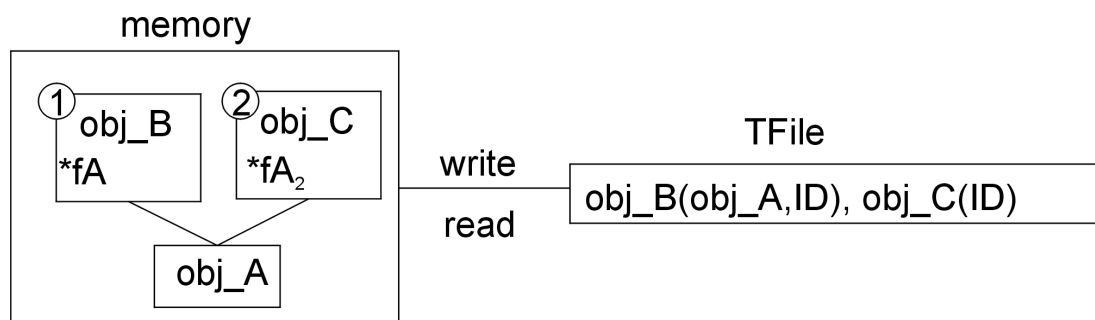 memory
1 obj_B
*fA
2 obj_C
*fA₂
obj_A
write
read
TFile
obj_B(obj_A,ID), obj_C(ID)